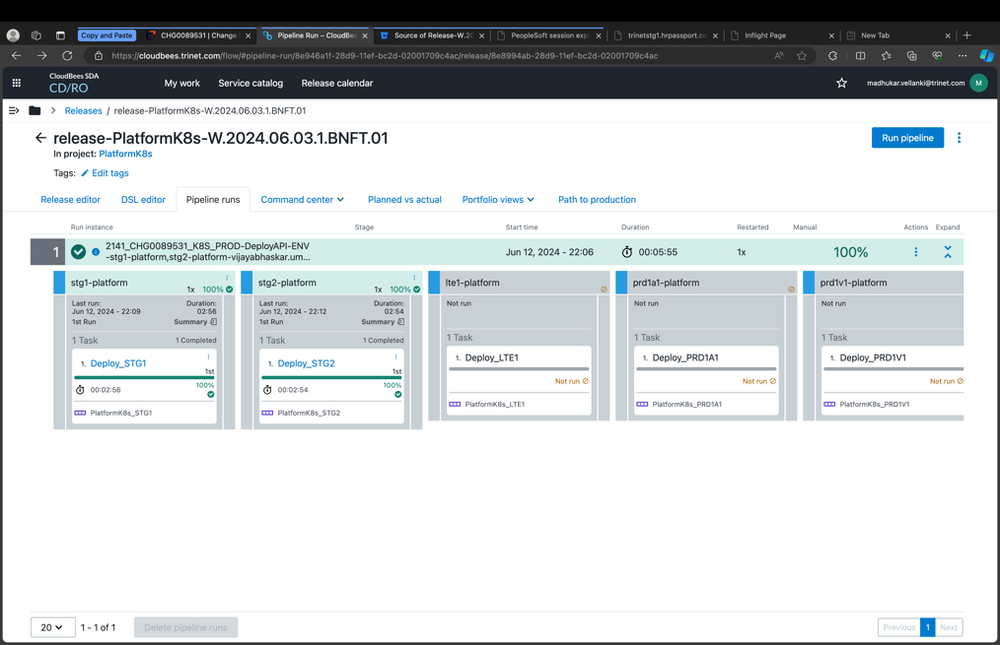 Copy and Paste
CHG0089531 | Change
Pipeline Run – CloudBee
Source of Release-W.20
PeopleSoft session exp
trinetstg1.hrpassport.co
Inflight Page
New Tab
https://cloudbees.trinet.com/flow/#pipeline-run/8e946a1f-28d9-11ef-bc2d-02001709c4ac/release/8e8994ab-28d9-11ef-bc2d-02001709c4ac
CloudBees SDA
CD/RO
My work
Service catalog
Release calendar
madhukar.vellanki@trinet.com
M
Releases / release-PlatformK8s-W.2024.06.03.1.BNFT.01
release-PlatformK8s-W.2024.06.03.1.BNFT.01
Run pipeline
In project: PlatformK8s
Tags: Edit tags
Release editor
DSL editor
Pipeline runs
Command center
Planned vs actual
Portfolio views
Path to production
Run instance
Stage
Start time
Duration
Restarted
Manual
Actions
Expand
1
2141_CHG0089531_K8S_PROD-DeployAPI-ENV
-stg1-platform,stg2-platform-vijayabhaskar.um...
Jun 12, 2024 - 22:06
00:05:55
1x
100%
stg1-platform
1x 100%
Last run:
Jun 12, 2024 - 22:09
Duration:
02:56
1st Run
Summary
1 Task
1 Completed
1. Deploy_STG1
1st
100%
00:02:56
PlatformK8s_STG1
stg2-platform
1x 100%
Last run:
Jun 12, 2024 - 22:12
Duration:
02:54
1st Run
Summary
1 Task
1 Completed
1. Deploy_STG2
1st
100%
00:02:54
PlatformK8s_STG2
lte1-platform
Not run
1 Task
1. Deploy_LTE1
Not run
PlatformK8s_LTE1
prd1a1-platform
Not run
1 Task
1. Deploy_PRD1A1
Not run
PlatformK8s_PRD1A1
prd1v1-platform
Not run
1 Task
1. Deploy_PRD1V1
Not run
PlatformK8s_PRD1V1
20
1 - 1 of 1
Delete pipeline runs
Previous
1
Next